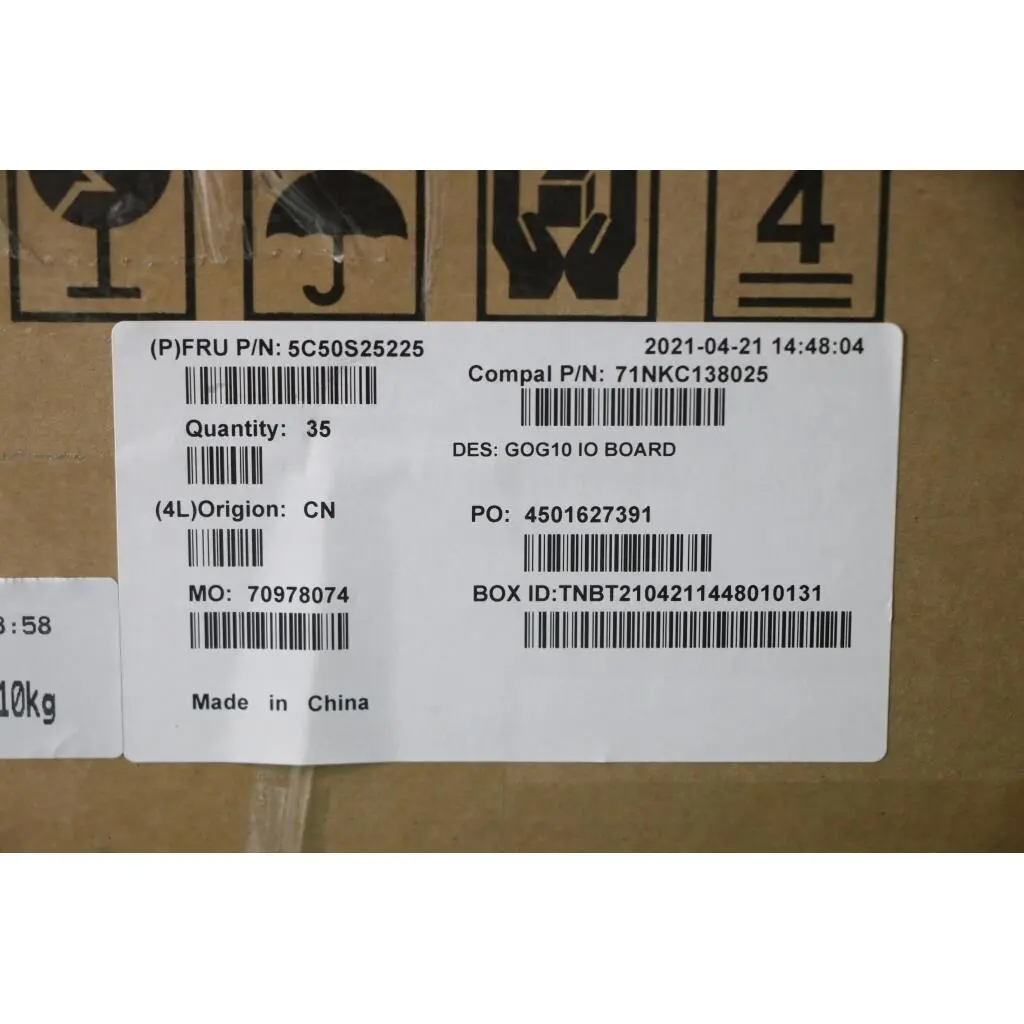 4
(P)FRU P/N: 5C50S25225
2021-04-21 14:48:04
Compal P/N: 71NKC138025
Quantity: 35
DES: GOG10 IO BOARD
(4L)Origion: CN
PO: 4501627391
MO: 70978074
BOX ID:TNBT2104211448010131
:58
10kg
Made in China